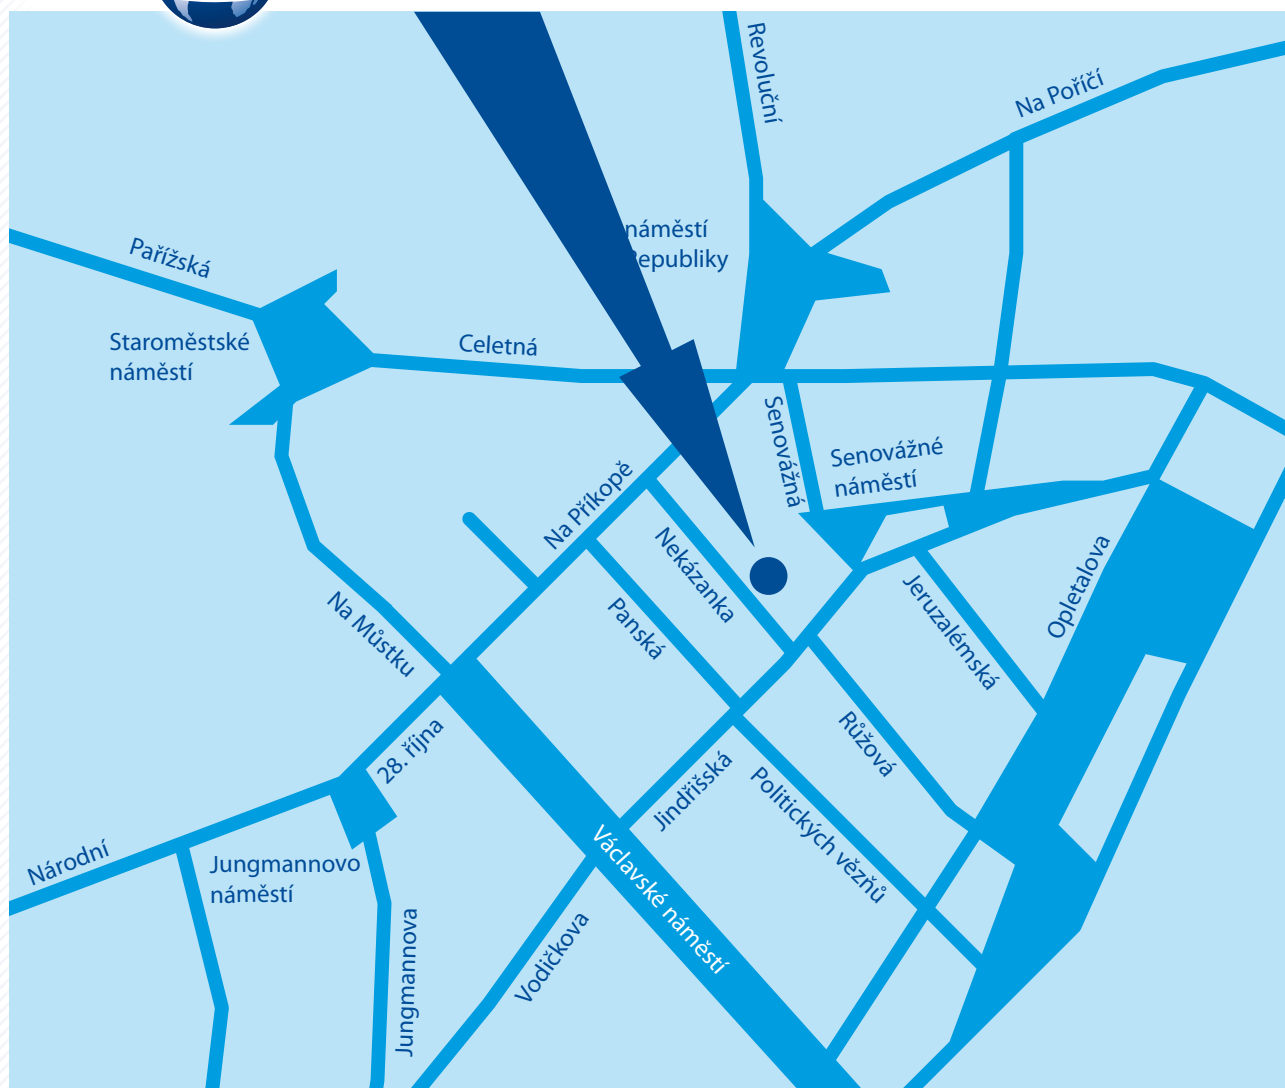 Revoluční
Na Poříčí
náměstí
Republiky
Pařížská
Staroměstské
náměstí
Celetná
Senovážná
Senovážné
náměstí
Na Příkopě
Nekázanka
Panská
Jeruzalémská
Opletalova
Na Můstku
28. října
Růžová
Jindřišská
Politických vězňů
Václavské náměstí
Národní
Jungmannovo
náměstí
Jungmannova
Vodičkova